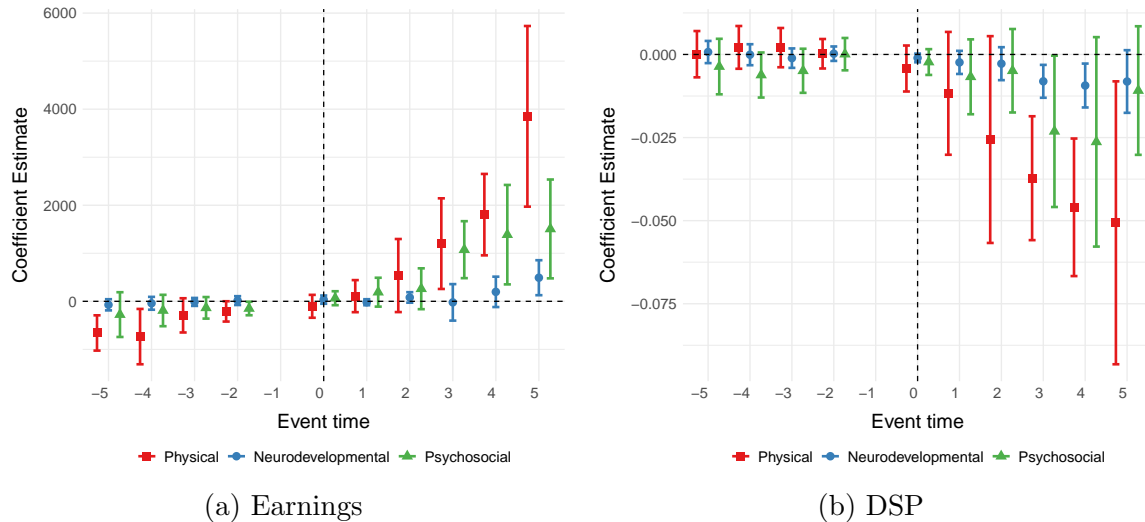 6000
4000
2000
0
Coefficient Estimate
−5 −4 −3 −2 0 1 2 3 4 5
Event time
Physical Neurodevelopmental Psychosocial
(a) Earnings
0.000
−0.025
−0.050
−0.075
Coefficient Estimate
−5 −4 −3 −2 0 1 2 3 4 5
Event time
Physical Neurodevelopmental Psychosocial
(b) DSP